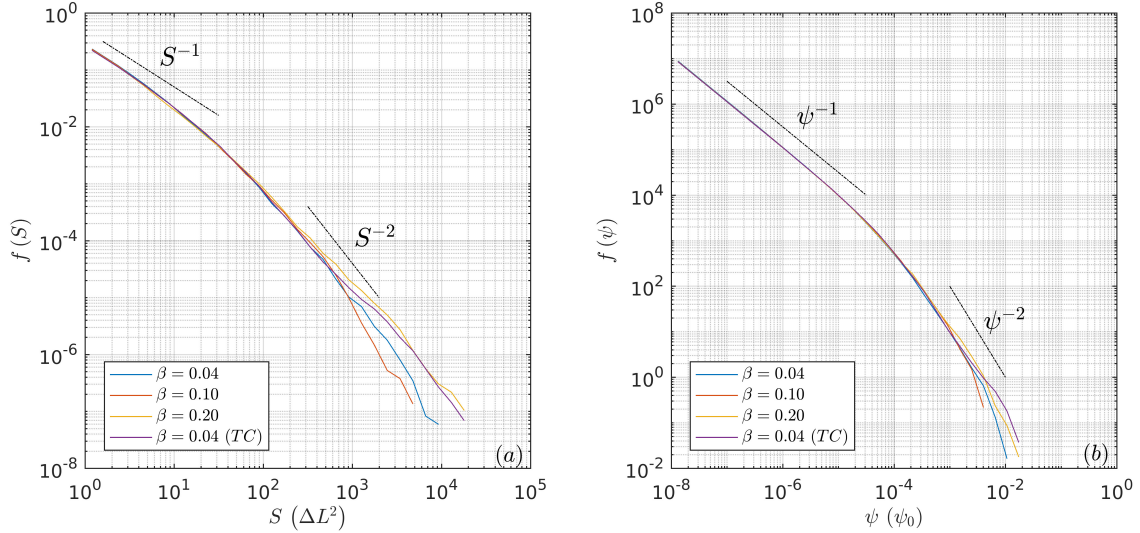 10^0
10^-2
10^-4
10^-6
10^-8
f (S)
S^-1
S^-2
β = 0.04
β = 0.10
β = 0.20
β = 0.04 (TC)
(a)
10^0 10^1 10^2 10^3 10^4 10^5
S (ΔL^2)
10^8
10^6
10^4
10^2
10^0
10^-2
f (ψ)
ψ^-1
ψ^-2
β = 0.04
β = 0.10
β = 0.20
β = 0.04 (TC)
(b)
10^-8 10^-6 10^-4 10^-2 10^0
ψ (ψ_0)